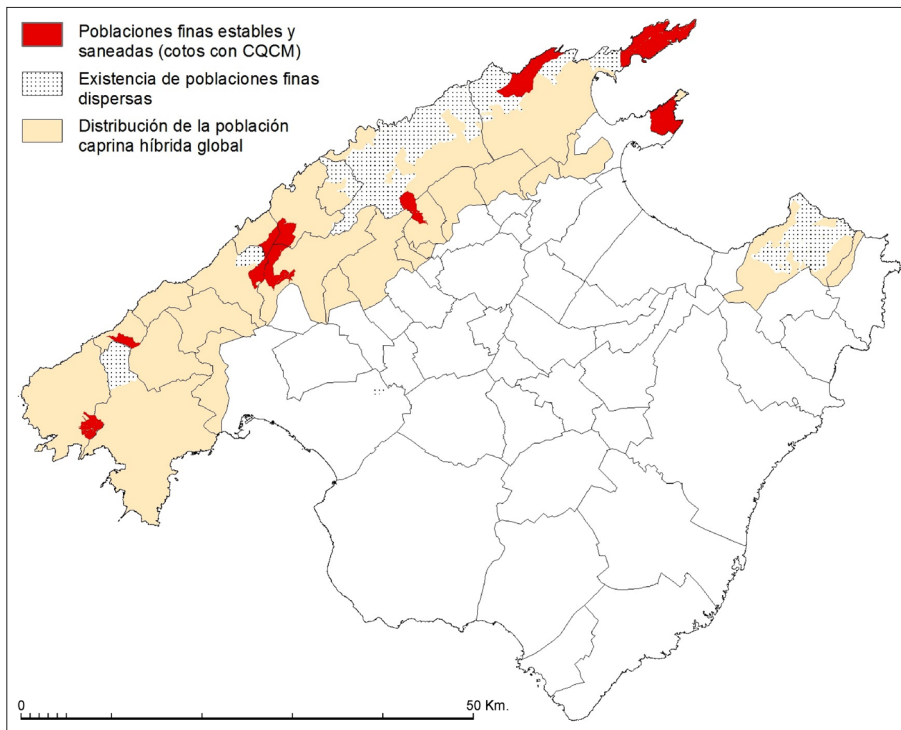 Poblaciones finas estables y
saneadas (cotos con CQCM)
Existencia de poblaciones finas
dispersas
Distribución de la población
caprina híbrida global
0
50 Km.